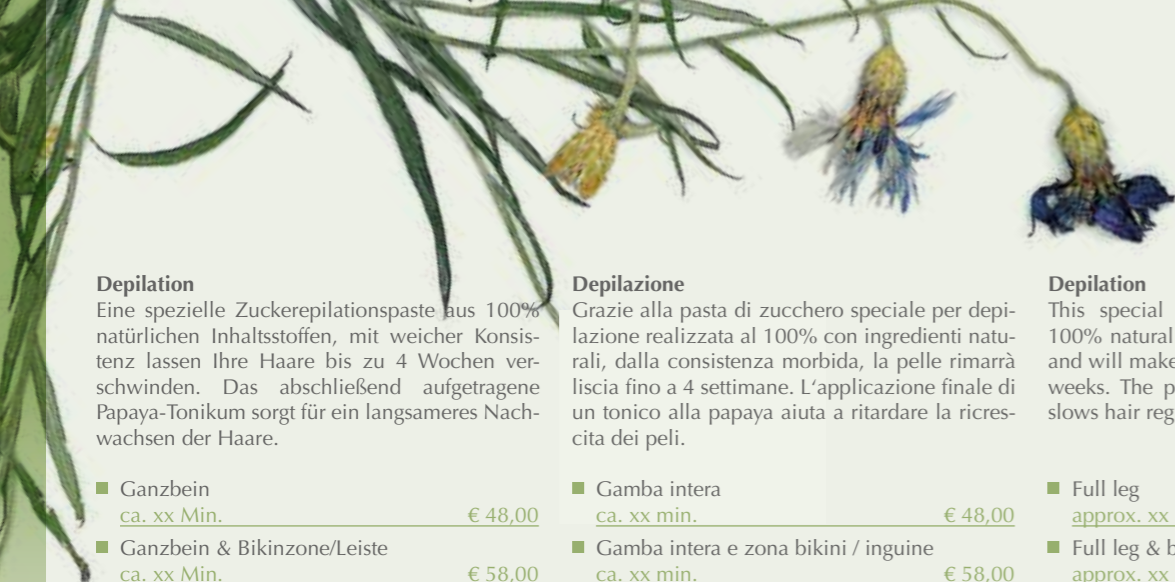 Depilation
Eine spezielle Zuckerepilationspaste aus 100%
natürlichen Inhaltsstoffen, mit weicher Konsis-
tenz lassen Ihre Haare bis zu 4 Wochen ver-
schwinden. Das abschließend aufgetragene
Papaya-Tonikum sorgt für ein langsameres Nach-
wachsen der Haare.
Ganzbein
ca. xx Min. € 48,00
Ganzbein & Bikinzone/Leiste
ca. xx Min. € 58,00
Depilazione
Grazie alla pasta di zucchero speciale per depi-
lazione realizzata al 100% con ingredienti natu-
rali, dalla consistenza morbida, la pelle rimarrà
liscia fino a 4 settimane. L‘applicazione finale di
un tonico alla papaya aiuta a ritardare la ricres-
cita dei peli.
Gamba intera
ca. xx min. € 48,00
Gamba intera e zona bikini / inguine
ca. xx min. € 58,00
Depilation
This special
100% natural
and will make
weeks. The p
slows hair reg
Full leg
approx. xx
Full leg & b
approx. xx